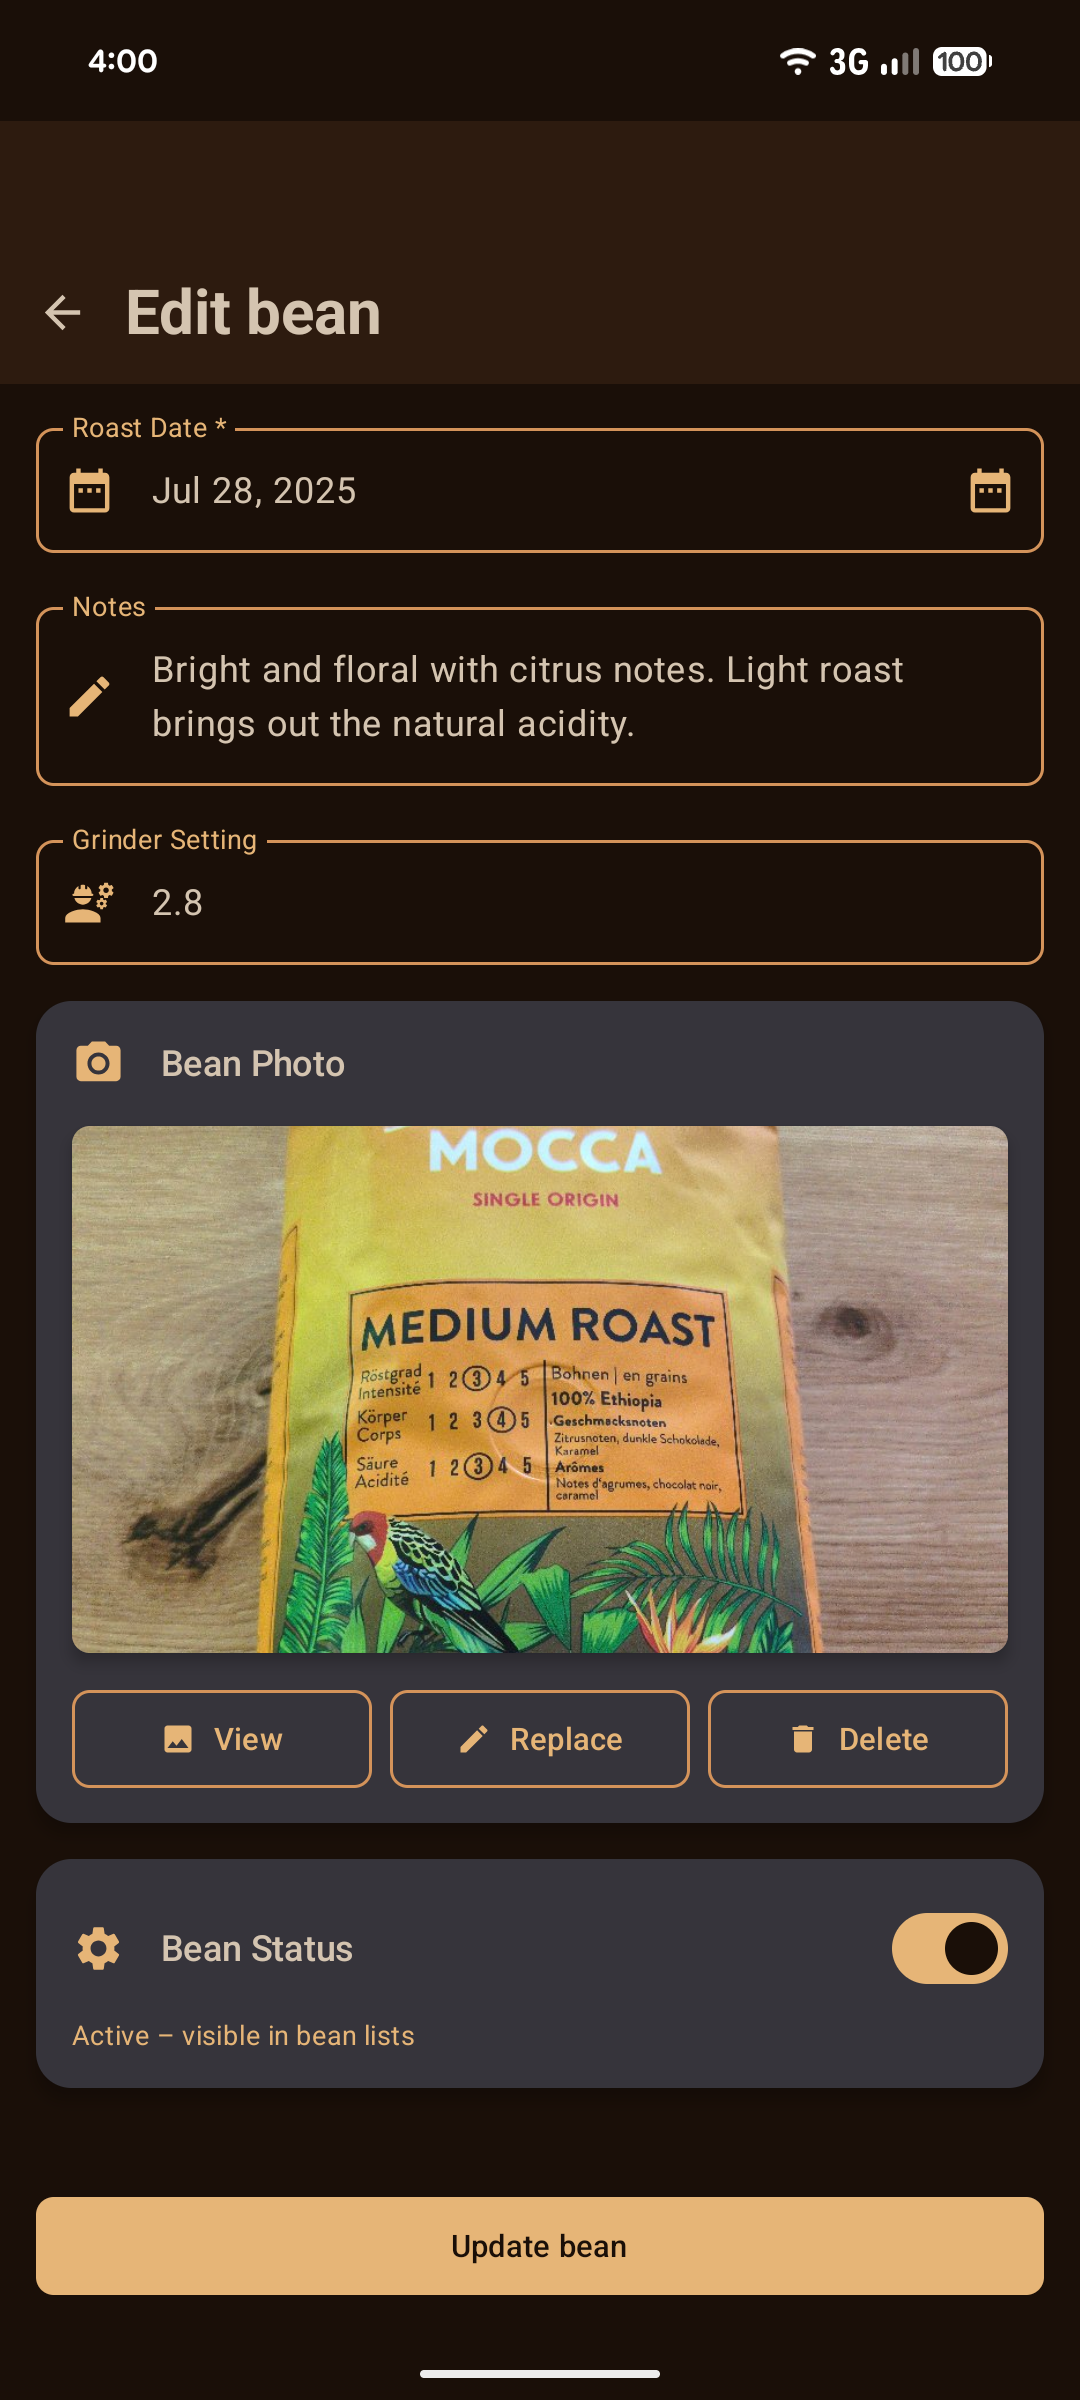 4:00
3G
100
Edit bean
Roast Date *
Jul 28, 2025
Notes
Bright and floral with citrus notes. Light roast
brings out the natural acidity.
Grinder Setting
2.8
Bean Photo
MOCCA
SINGLE ORIGIN
MEDIUM ROAST
Röstgrad
Intensité
1 2 3 4 5
Körper
Corps
1 2 3 4 5
Säure
Acidité
1 2 3 4 5
Bohnen | en grains
100% Ethiopia
Geschmacksnoten
Zitrusnoten, dunkle Schokolade,
Karamel
Arômes
Notes d'agrumes, chocolat noir,
caramel
View
Replace
Delete
Bean Status
Active – visible in bean lists
Update bean